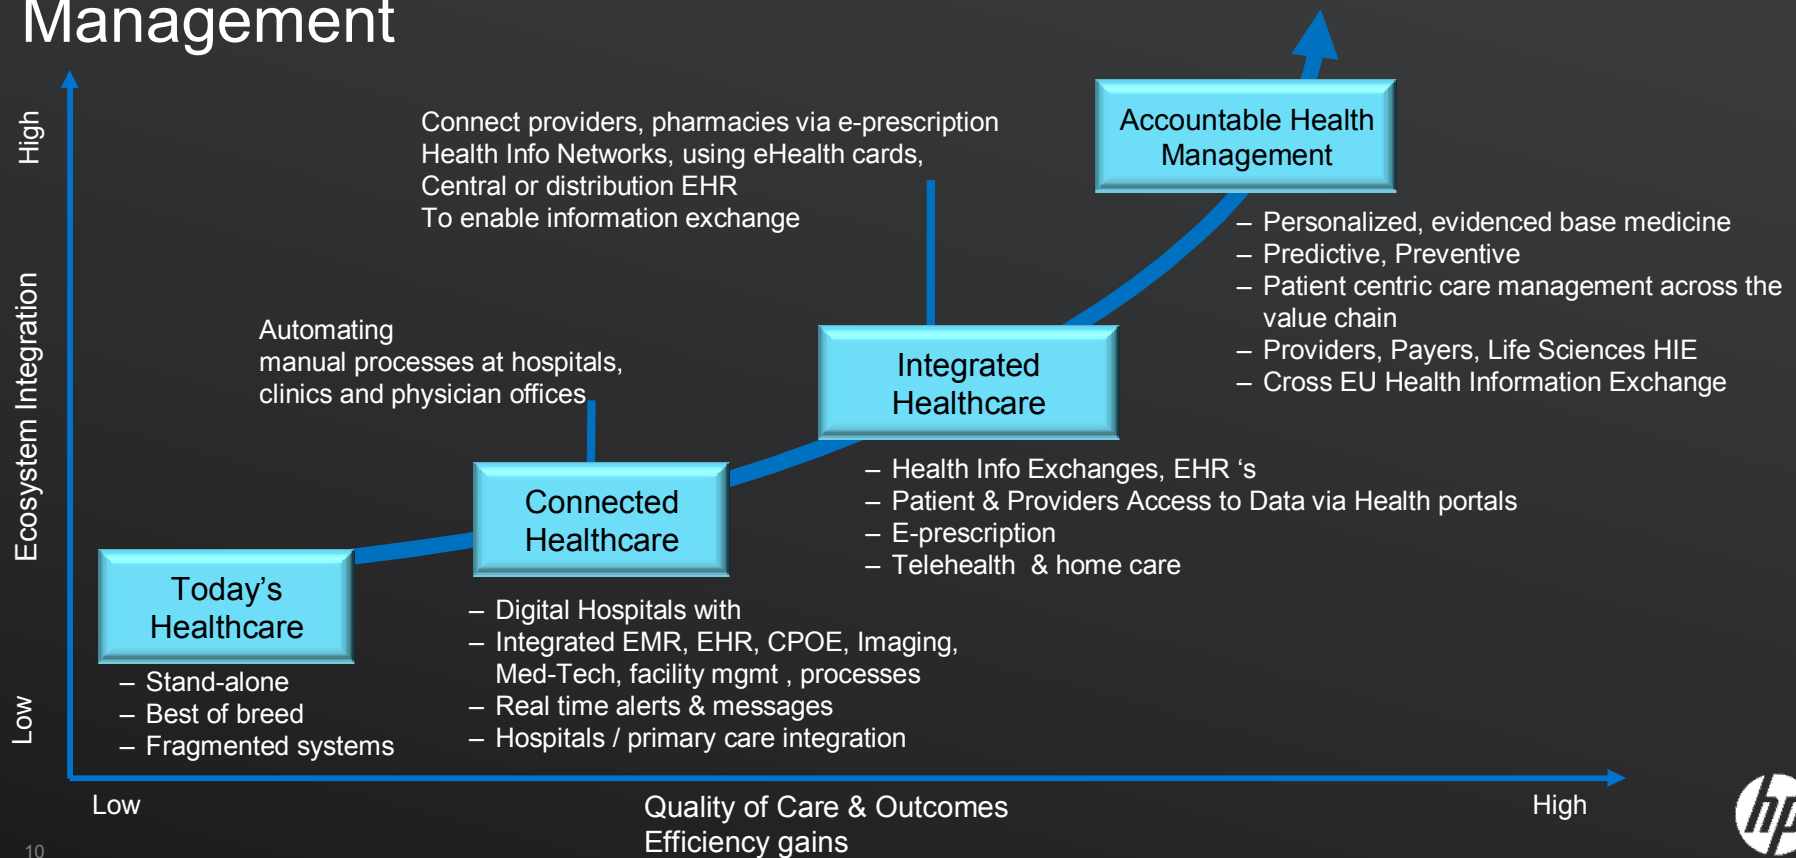 Management
High
Ecosystem Integration
Low
Connect providers, pharmacies via e-prescription
Health Info Networks, using eHealth cards,
Central or distribution EHR
To enable information exchange
Automating
manual processes at hospitals,
clinics and physician offices
Accountable Health
Management
– Personalized, evidenced base medicine
– Predictive, Preventive
– Patient centric care management across the
value chain
– Providers, Payers, Life Sciences HIE
– Cross EU Health Information Exchange
Integrated
Healthcare
– Health Info Exchanges, EHR ‘s
– Patient & Providers Access to Data via Health portals
– E-prescription
– Telehealth & home care
Connected
Healthcare
– Digital Hospitals with
– Integrated EMR, EHR, CPOE, Imaging,
Med-Tech, facility mgmt , processes
– Real time alerts & messages
– Hospitals / primary care integration
Today’s
Healthcare
– Stand-alone
– Best of breed
– Fragmented systems
Low
Quality of Care & Outcomes
Efficiency gains
High
hp
10